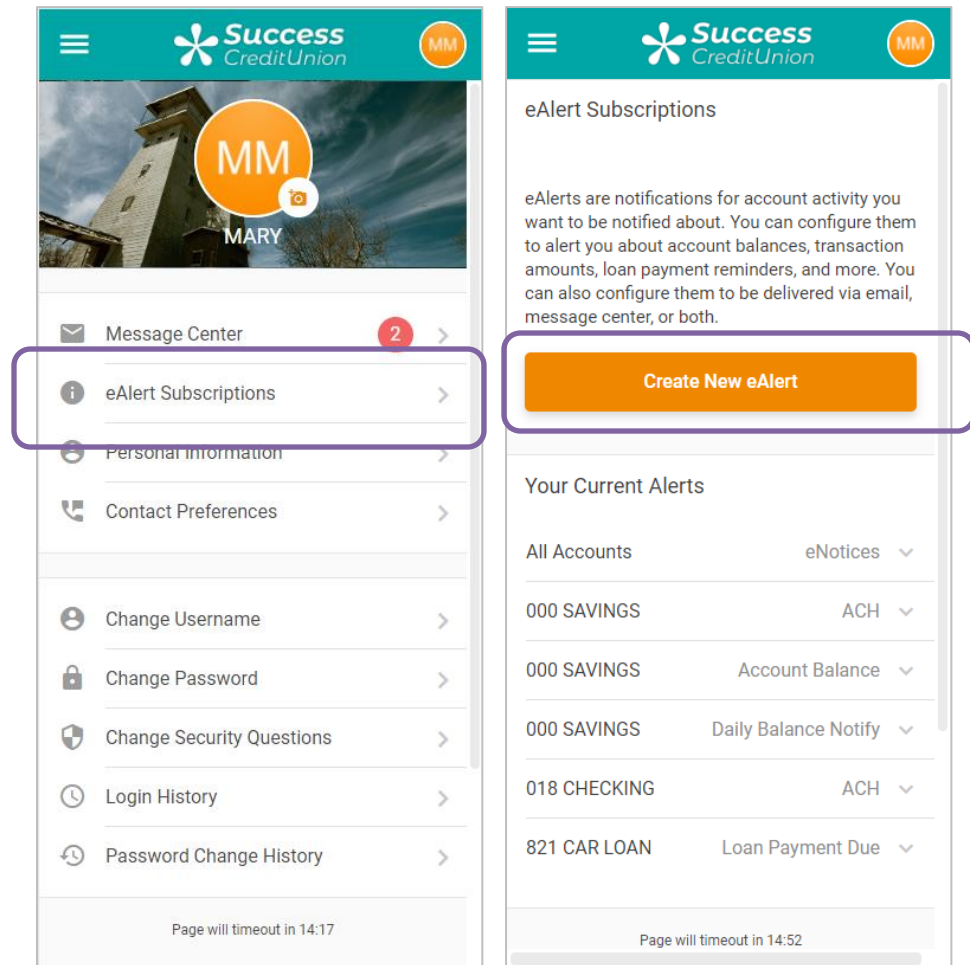 Success
CreditUnion
MM
MM
MARY
Message Center 2
eAlert Subscriptions
Personal Information
Contact Preferences
Change Username
Change Password
Change Security Questions
Login History
Password Change History
Page will timeout in 14:17
Success
CreditUnion
MM
eAlert Subscriptions
eAlerts are notifications for account activity you
want to be notified about. You can configure them
to alert you about account balances, transaction
amounts, loan payment reminders, and more. You
can also configure them to be delivered via email,
message center, or both.
Create New eAlert
Your Current Alerts
All Accounts eNotices
000 SAVINGS ACH
000 SAVINGS Account Balance
000 SAVINGS Daily Balance Notify
018 CHECKING ACH
821 CAR LOAN Loan Payment Due
Page will timeout in 14:52